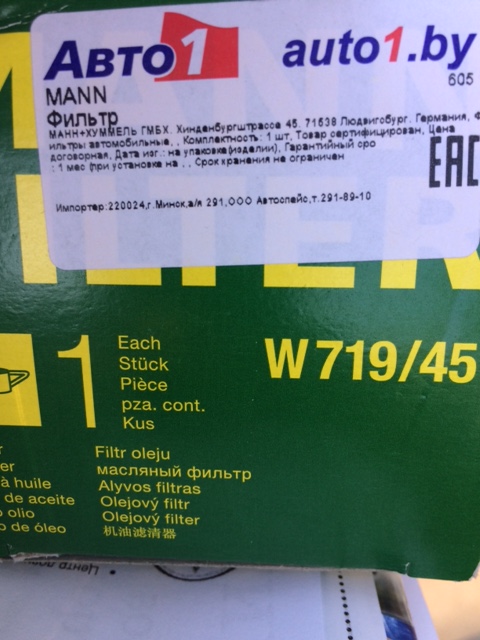 Авто1 auto1.by
605
MANN
Фильтр
МАНН+ХУММЕЛЬ ГМБХ. Хинденбургштрассе 45, 71638 Людвигсбург. Германия, Ф
ильтры автомобильные, , Комплектность: 1 шт, Товар сертифицирован, Цена
договорная, Дата изг.: на упаковке(изделии), Гарантийный сро
: 1 мес (при установке на , . Срок хранения не ограничен
EAC
Импортер:220024,г.Минск,а/я 291,ООО Автоспейс,т.291-89-10
1
Each
Stück
Pièce
pza. cont.
Kus
W 719/45
Filtr oleju
масляный фильтр
à huile Alyvos filtras
de aceite Olejový filtr
olio Olejový filter
de óleo 机油滤清器